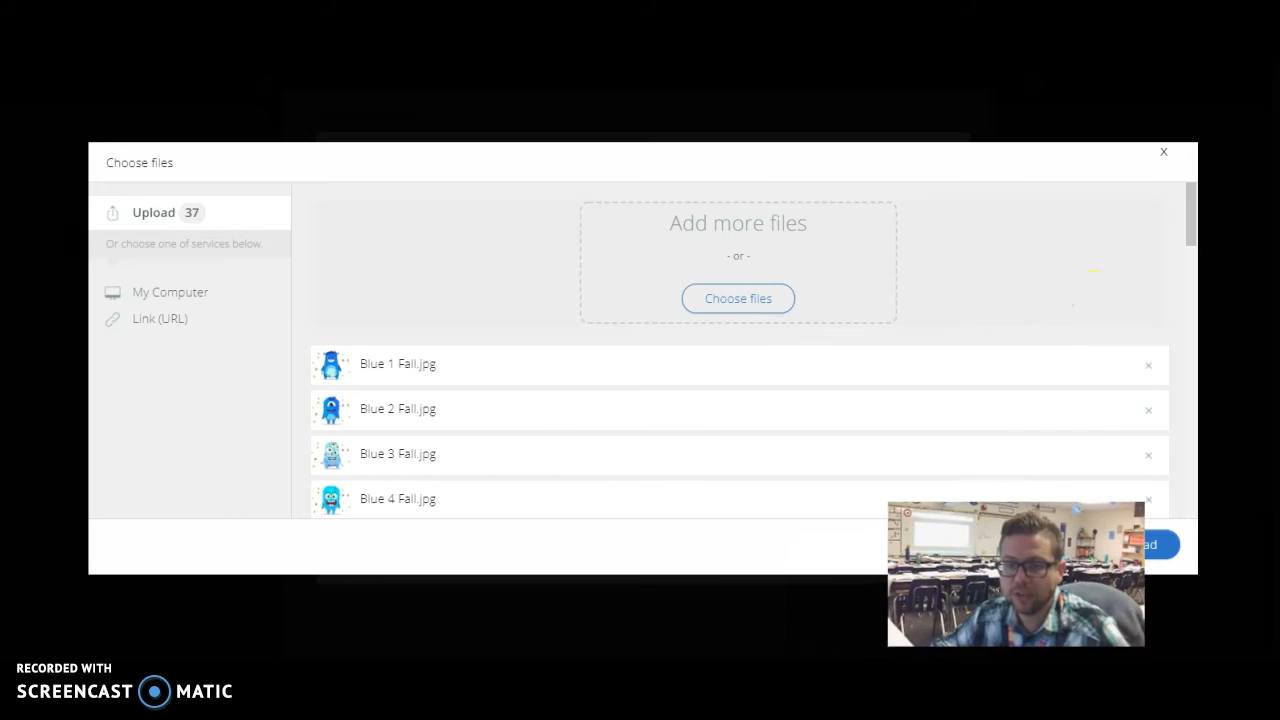 Choose files
X
Upload 37
Or choose one of services below.
My Computer
Link (URL)
Add more files
- or -
Choose files
Blue 1 Fall.jpg
×
Blue 2 Fall.jpg
×
Blue 3 Fall.jpg
×
Blue 4 Fall.jpg
×
ad
RECORDED WITH
SCREENCAST MATIC